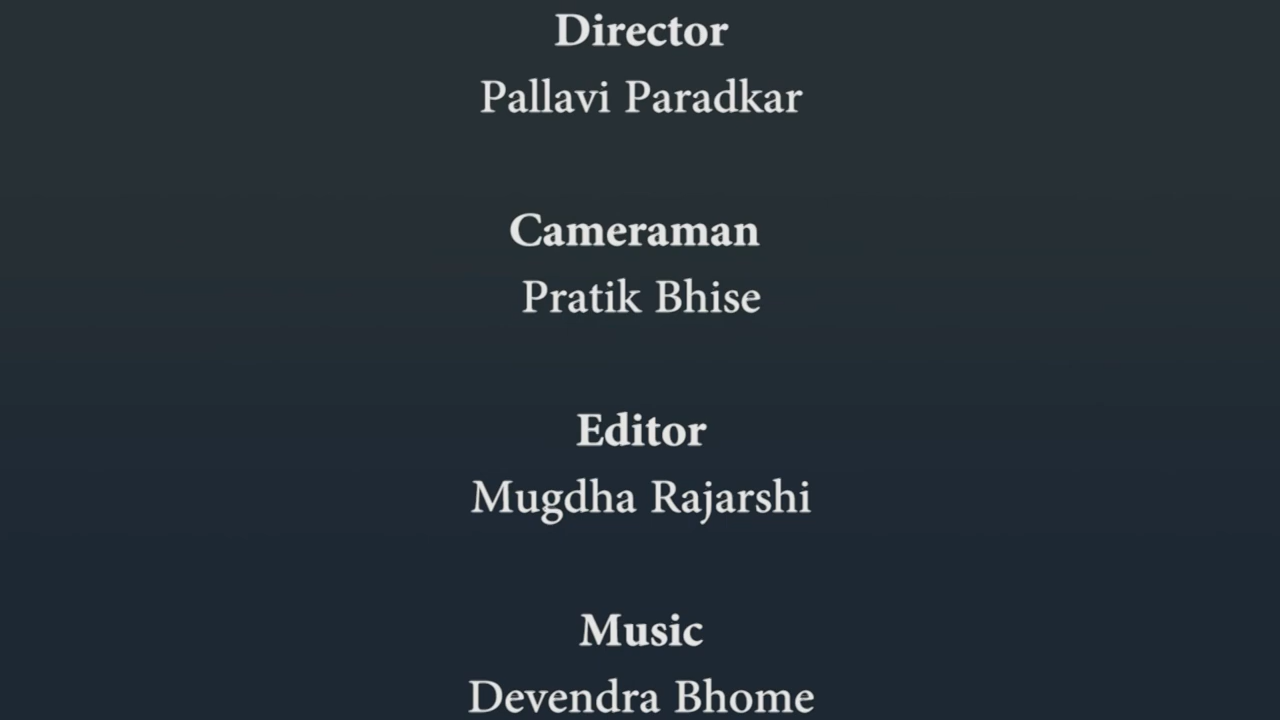 Director
Pallavi Paradkar
Cameraman
Pratik Bhise
Editor
Mugdha Rajarshi
Music
Devendra Bhome